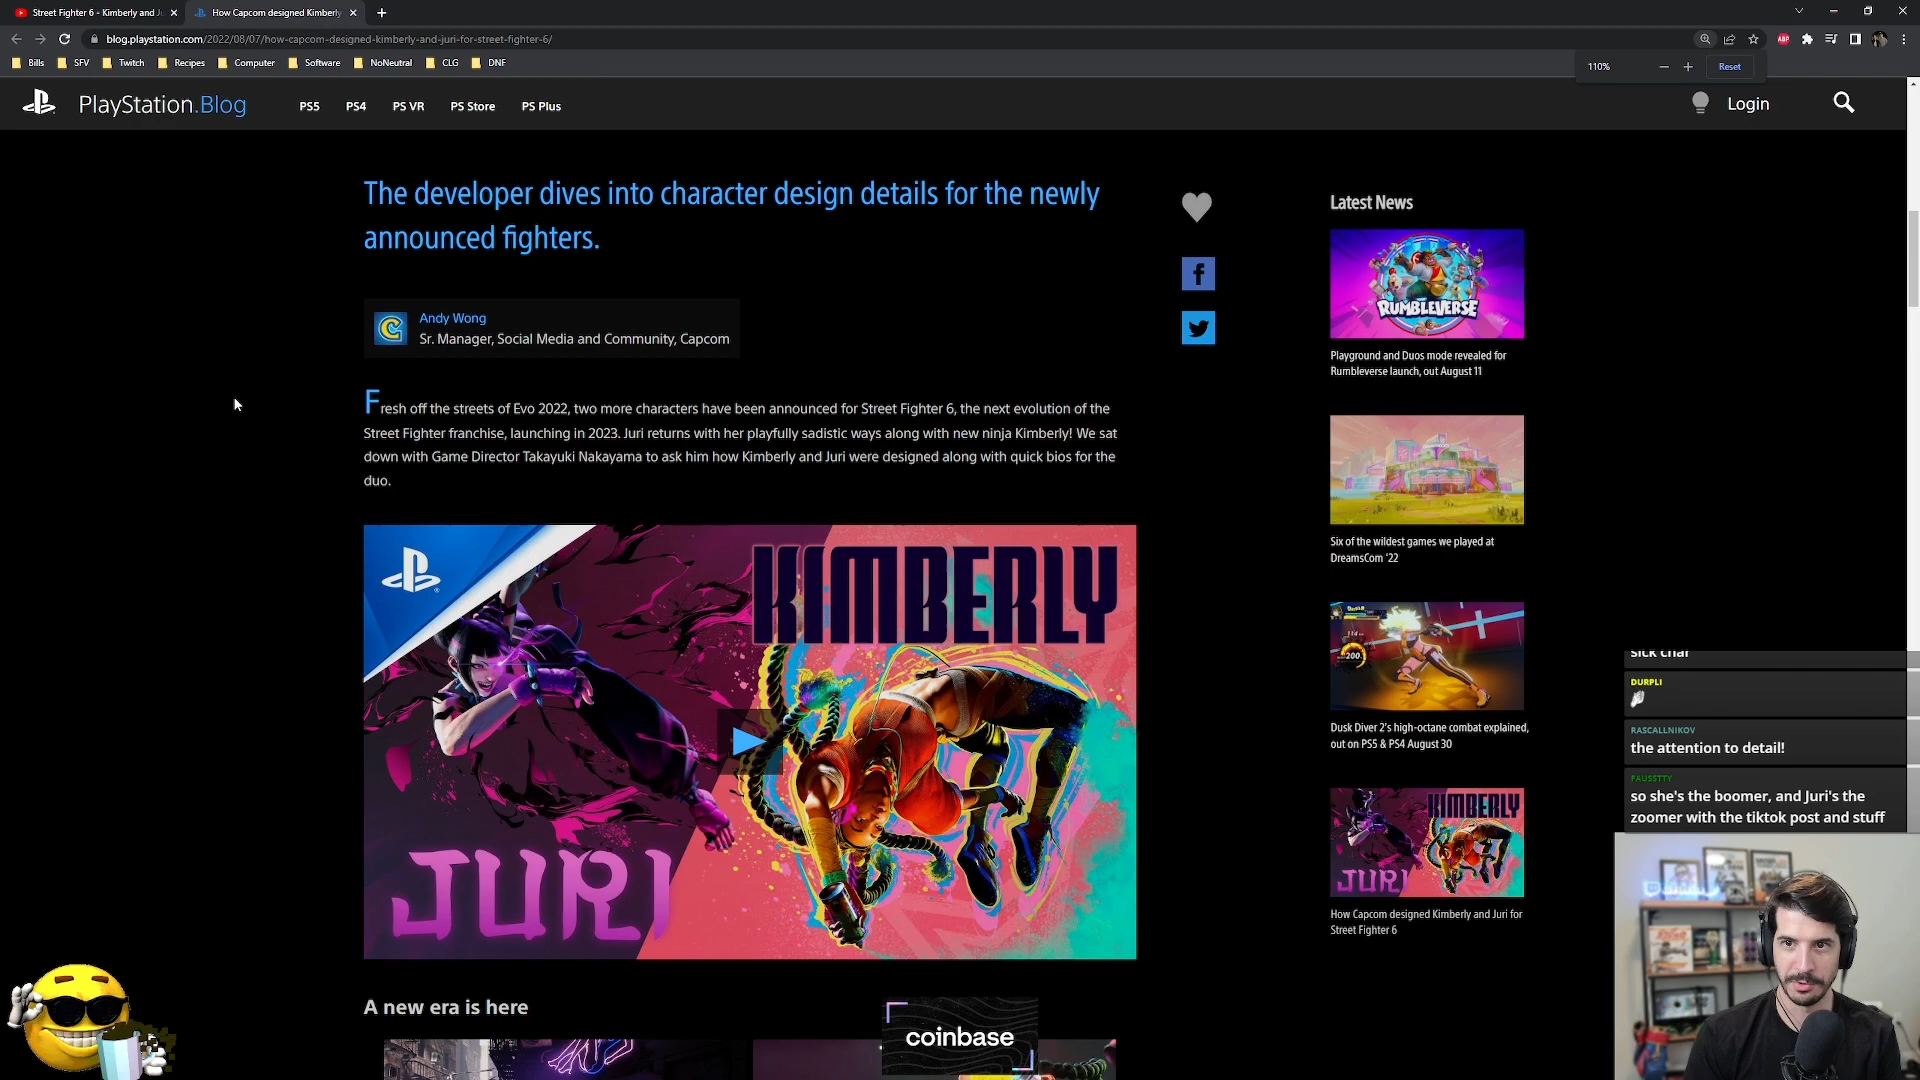 Street Fighter 6 - Kimberly and Ju
How Capcom designed Kimberly
blog.playstation.com/2022/08/07/how-capcom-designed-kimberly-and-juri-for-street-fighter-6/
ABP
Bills
SFV
Twitch
Recipes
Computer
Software
NoNeutral
CLG
DNF
110%
Reset
PlayStation.Blog
PS5
PS4
PS VR
PS Store
PS Plus
Login
The developer dives into character design details for the newly
announced fighters.
Andy Wong
Sr. Manager, Social Media and Community, Capcom
Fresh off the streets of Evo 2022, two more characters have been announced for Street Fighter 6, the next evolution of the
Street Fighter franchise, launching in 2023. Juri returns with her playfully sadistic ways along with new ninja Kimberly! We sat
down with Game Director Takayuki Nakayama to ask him how Kimberly and Juri were designed along with quick bios for the
duo.
KIMBERLY
JURI
A new era is here
coinbase
Latest News
RUMBLEVERSE
Playground and Duos mode revealed for
Rumbleverse launch, out August 11
Six of the wildest games we played at
DreamsCom '22
200
Dusk Diver 2's high-octane combat explained,
out on PS5 & PS4 August 30
KIMBERLY
JURI
How Capcom designed Kimberly and Juri for
Street Fighter 6
sick char
DURPLI
RASCALLNIKOV
the attention to detail!
FAUSSTTY
so she's the boomer, and Juri's the
zoomer with the tiktok post and stuff